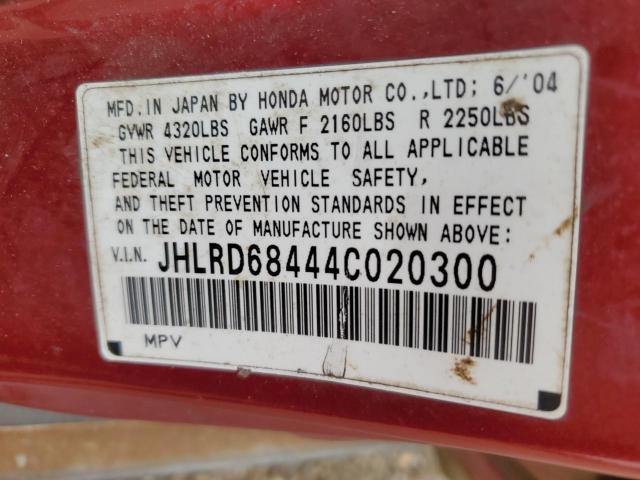 MFD. IN JAPAN BY HONDA MOTOR CO.,LTD; 6/'04
GVWR 4320LBS GAWR F 2160LBS R 2250LBS
THIS VEHICLE CONFORMS TO ALL APPLICABLE
FEDERAL MOTOR VEHICLE SAFETY,
AND THEFT PREVENTION STANDARDS IN EFFECT
ON THE DATE OF MANUFACTURE SHOWN ABOVE:
V.I.N. JHLRD68444C020300
MPV